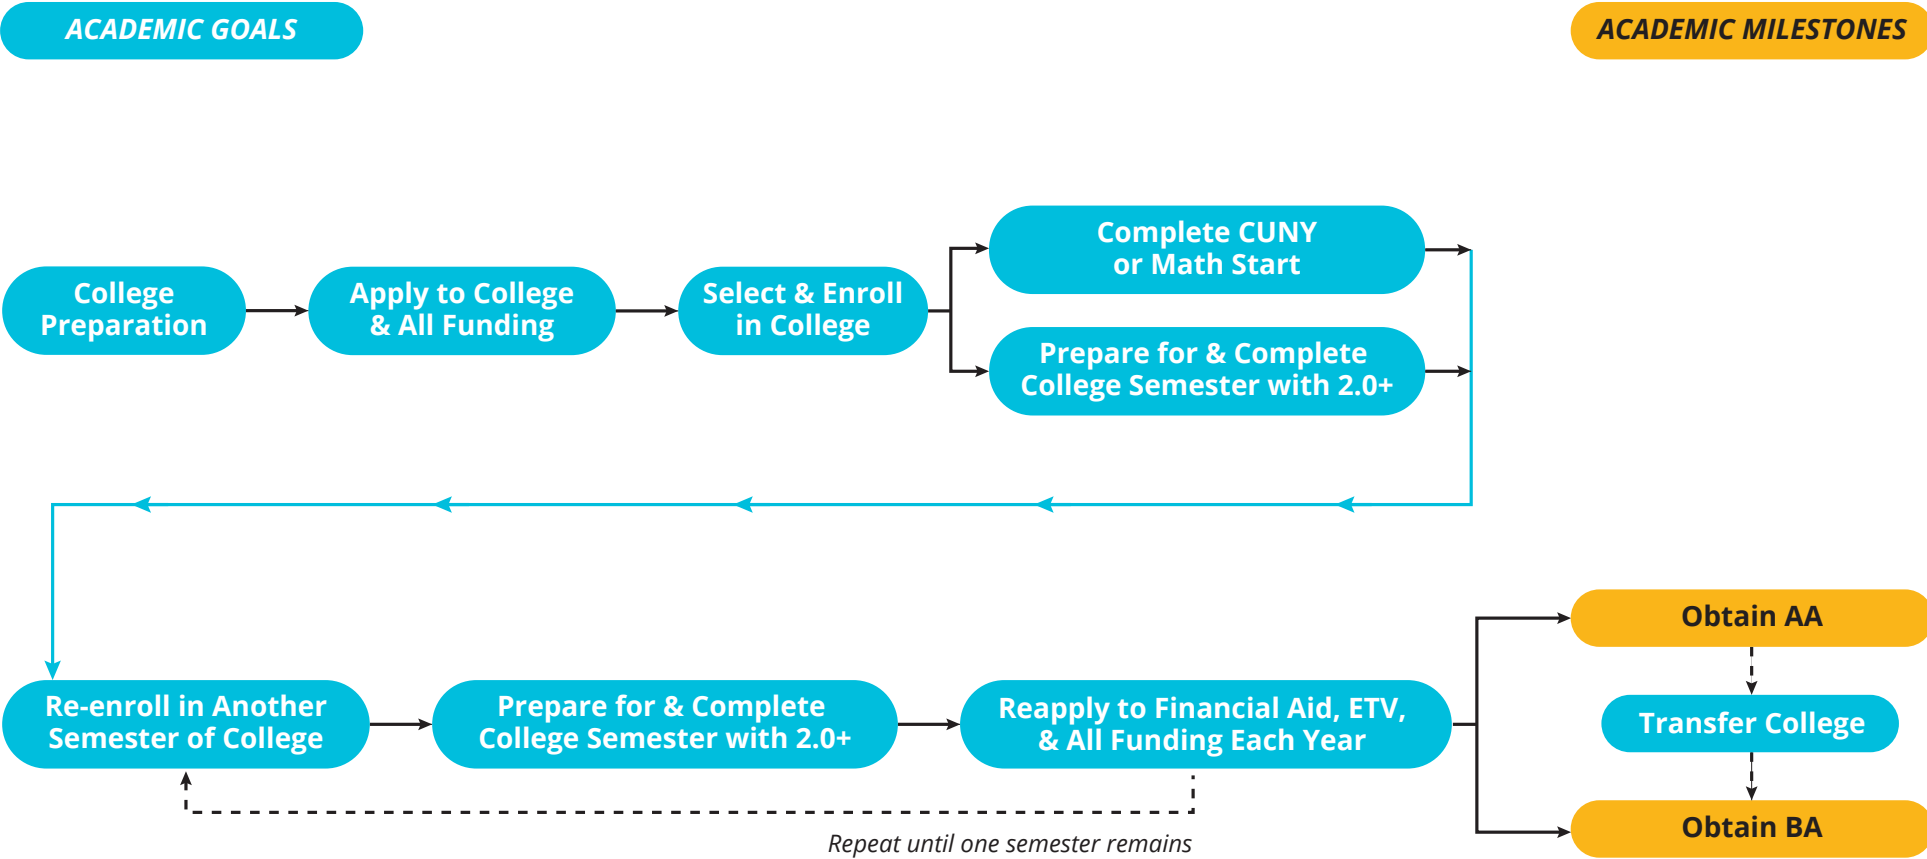 ACADEMIC GOALS
ACADEMIC MILESTONES
College
Preparation
Apply to College
& All Funding
Select & Enroll
in College
Complete CUNY
or Math Start
Prepare for & Complete
College Semester with 2.0+
Re-enroll in Another
Semester of College
Prepare for & Complete
College Semester with 2.0+
Reapply to Financial Aid, ETV,
& All Funding Each Year
Obtain AA
Transfer College
Obtain BA
Repeat until one semester remains